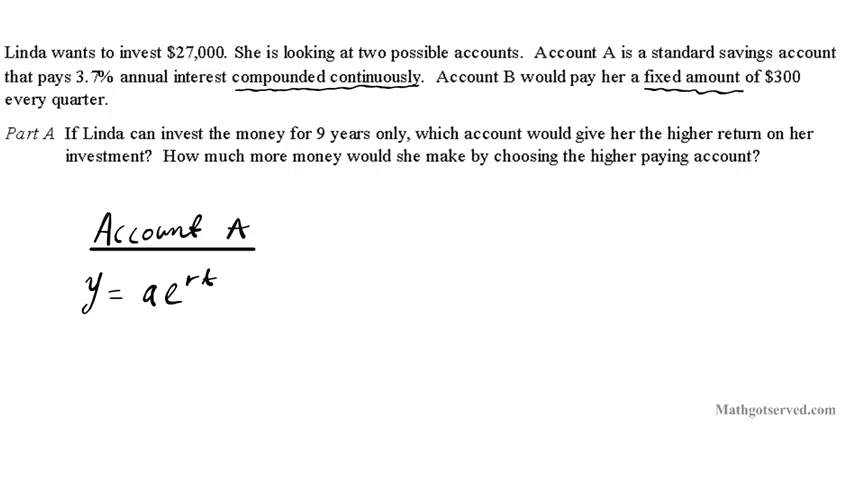 Linda wants to invest $27,000. She is looking at two possible accounts. Account A is a standard savings account
that pays 3.7% annual interest compounded continuously. Account B would pay her a fixed amount of $300
every quarter.
Part A If Linda can invest the money for 9 years only, which account would give her the higher return on her
investment? How much more money would she make by choosing the higher paying account?
Account A
y = ae^rt
Mathgotserved.com